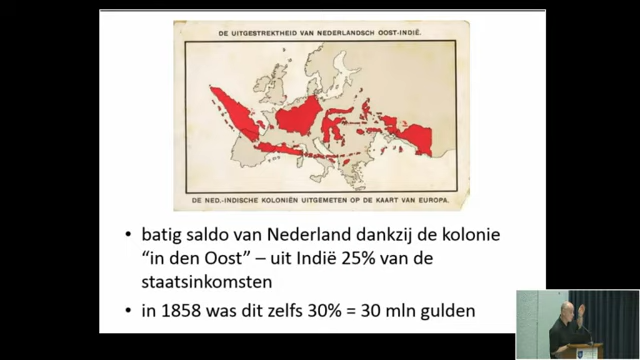 DE UITGESTREKTHEID VAN NEDERLANDSCH OOST-INDIË.
DE NED.-INDISCHE KOLONIËN UITGEMETEN OP DE KAART VAN EUROPA.
• batig saldo van Nederland dankzij de kolonie
“in den Oost” – uit Indië 25% van de
staatsinkomsten
• in 1858 was dit zelfs 30% = 30 mln gulden